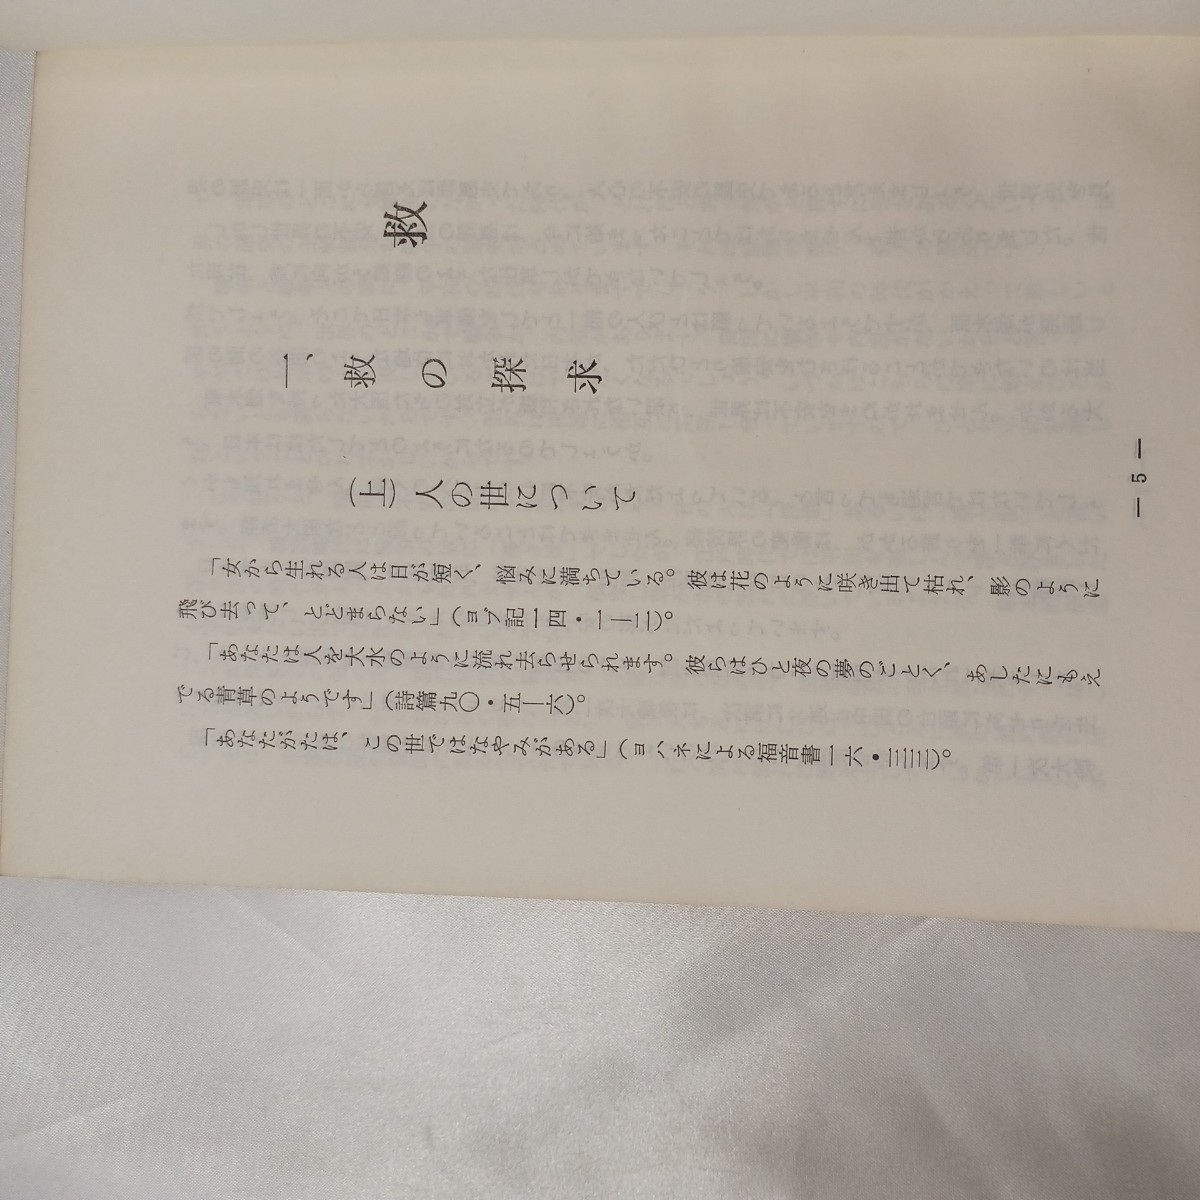 救
一、救の探求
(上) 人の世について
「女から生れる人は日が短く、悩みに満ちている。彼は花のように咲き出て枯れ、影のように
飛び去って、とどまらない」(ヨブ記一四・一―二)。
「あなたは人を大水のように流れ去らせられます。彼らはひと夜の夢のごとく、あしたにもえ
でる青草のようです」(詩篇九〇・五―六)。
「あなたがたは、この世ではなやみがある」(ヨハネによる福音書一六・三三)。
— 5 —